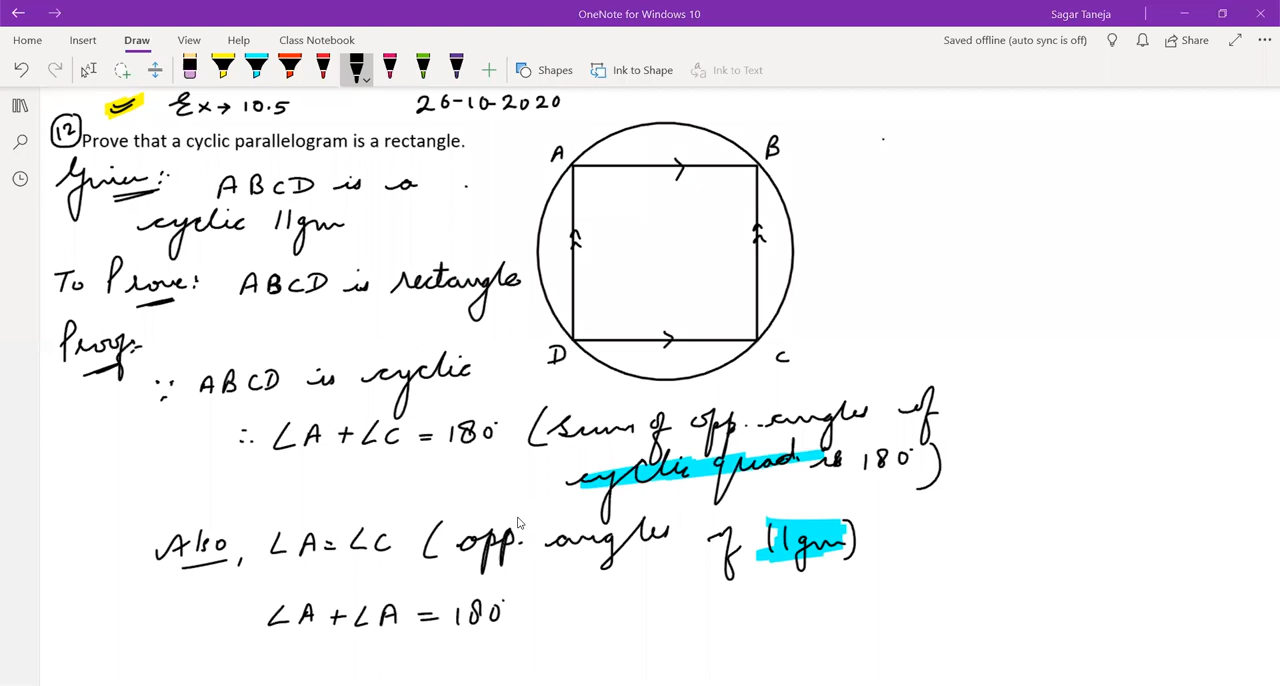 OneNote for Windows 10
Sagar Taneja
Home Insert Draw View Help Class Notebook
Saved offline (auto sync is off) Share
Shapes Ink to Shape Ink to Text
Ex → 10.5 26-10-2020
12 Prove that a cyclic parallelogram is a rectangle.
Given: ABCD is a
cyclic ||gm
To Prove: ABCD is rectangle
Proof:
∵ ABCD is cyclic
∴ ∠A + ∠C = 180° (Sum of opp. angles of
cyclic quad is 180°)
Also, ∠A = ∠C (opp. angles of ||gm)
∠A + ∠A = 180°
A
B
D
C